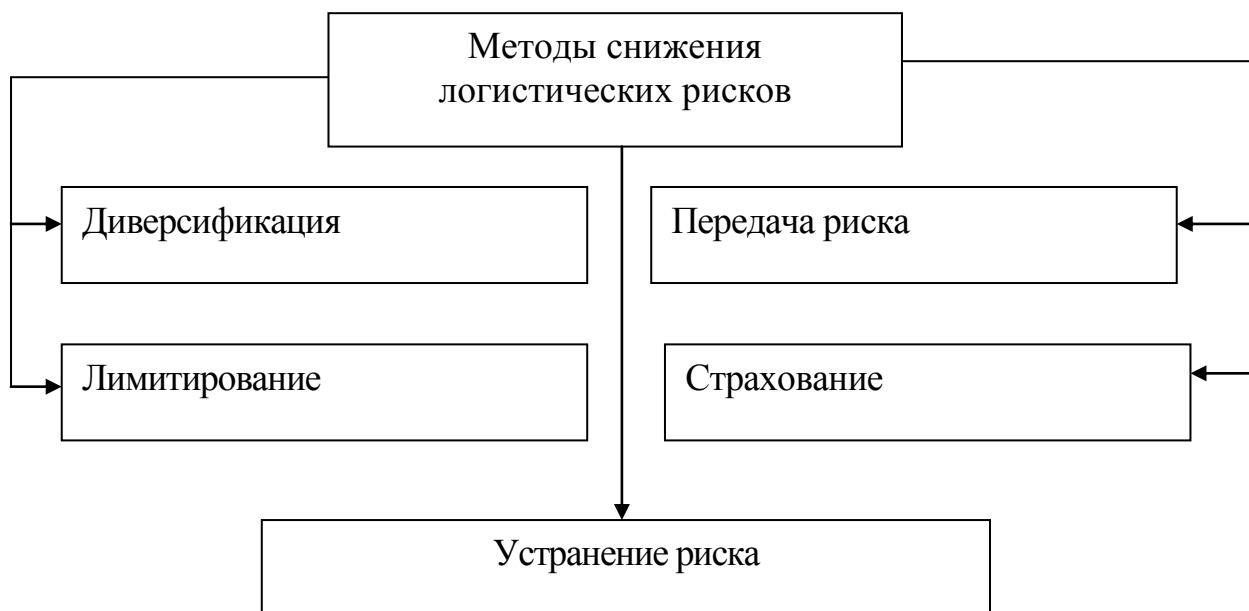 Методы снижения
логистических рисков
Диверсификация
Передача риска
Лимитирование
Страхование
Устранение риска